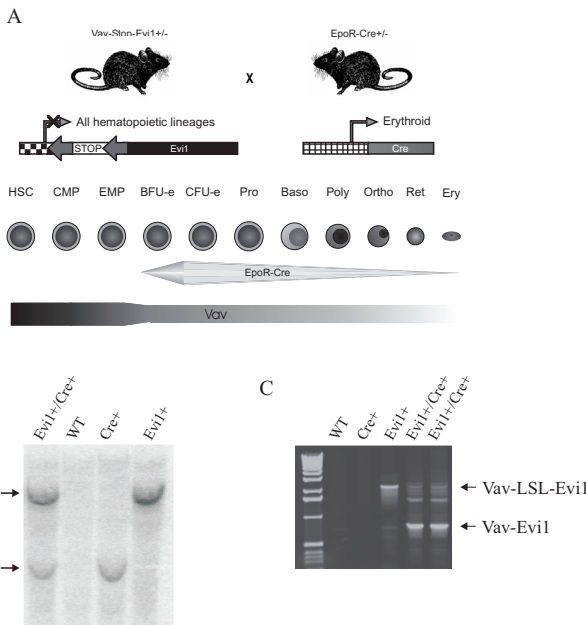 A
Vav-Stop-Evi1+/- EpoR-Cre+/-
x
All hematopoietic lineages Erythroid
STOP Evi1 Cre
HSC CMP EMP BFU-e CFU-e Pro Baso Poly Ortho Ret Ery
EpoR-Cre
Vav
C
Evi1+/Cre+ WT Cre+ Evi1+
WT Cre+ Evi1+ Evi1+/Cre+ Evi1+/Cre+
Vav-LSL-Evi1
Vav-Evi1